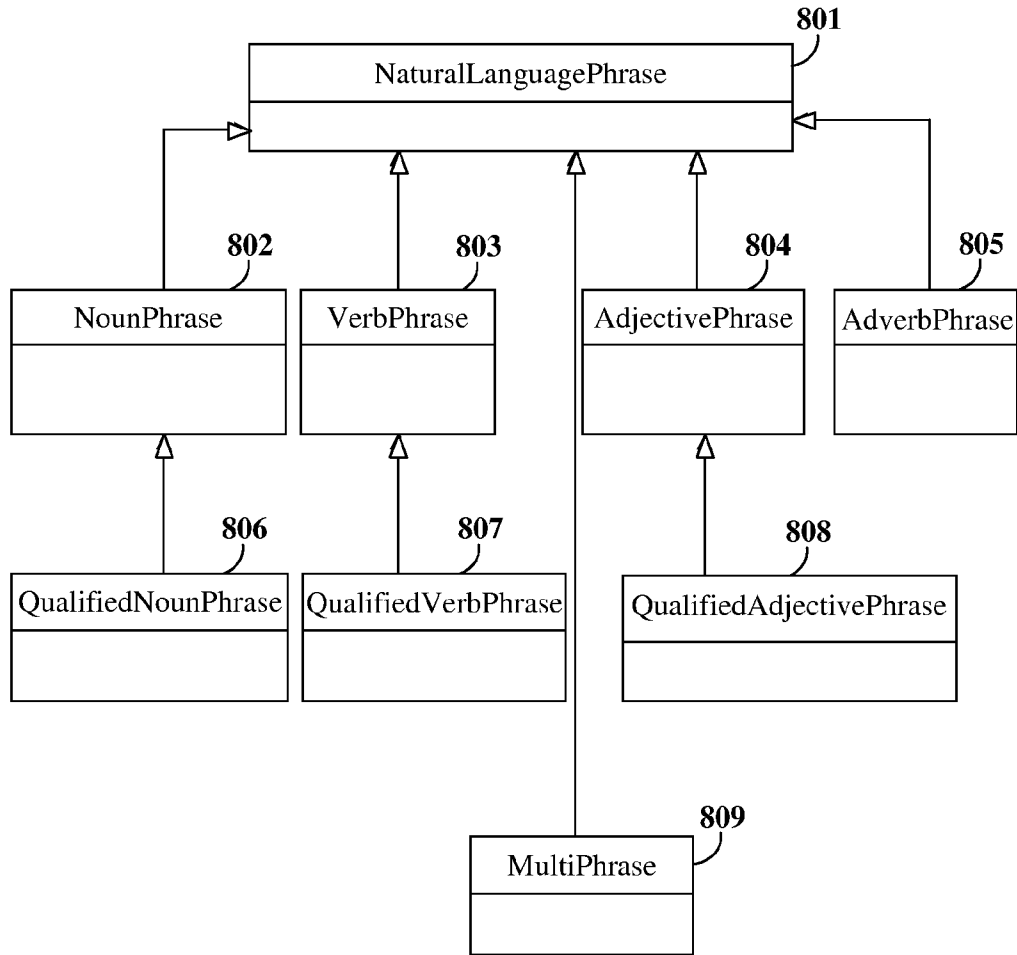 801
NaturalLanguagePhrase
802
803
804
805
NounPhrase
VerbPhrase
AdjectivePhrase
AdverbPhrase
806
807
808
QualifiedNounPhrase
QualifiedVerbPhrase
QualifiedAdjectivePhrase
809
MultiPhrase